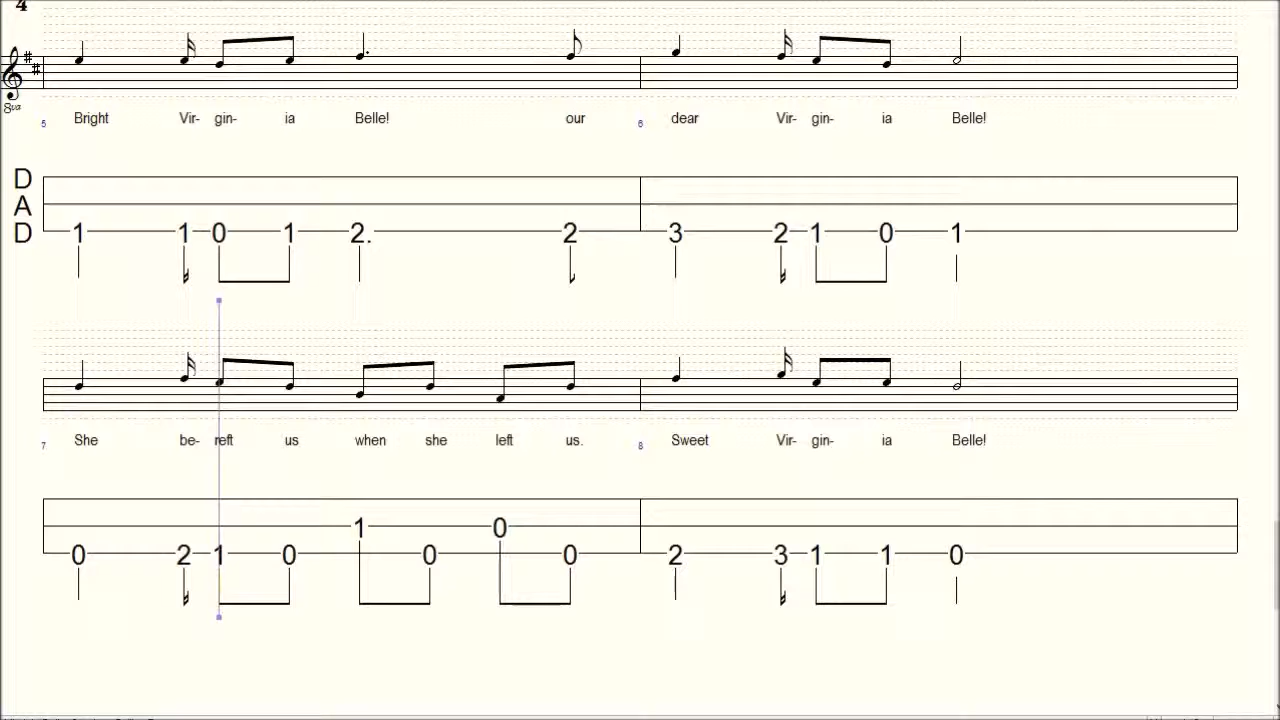 4
8va
5 Bright Vir- gin- ia Belle! our 6 dear Vir- gin- ia Belle!
D
A
D 1 1 0 1 2. 2 3 2 1 0 1
7 She be- reft us when she left us. 8 Sweet Vir- gin- ia Belle!
1 0
0 2 1 0 0 0 2 3 1 1 0